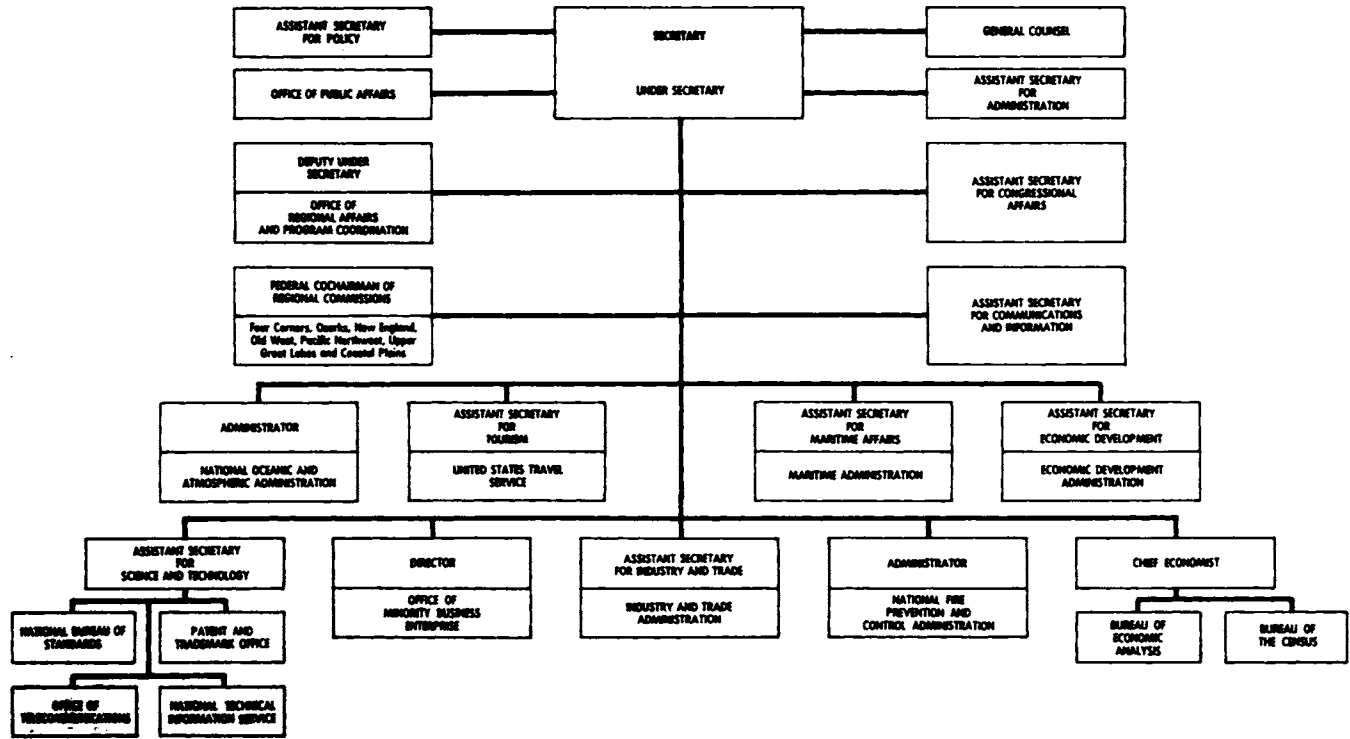 ASSISTANT SECRETARY
FOR POLICY
SECRETARY
UNDER SECRETARY
GENERAL COUNSEL
OFFICE OF PUBLIC AFFAIRS
ASSISTANT SECRETARY
FOR
ADMINISTRATION
DEPUTY UNDER
SECRETARY
OFFICE OF
REGIONAL AFFAIRS
AND PROGRAM COORDINATION
ASSISTANT SECRETARY
FOR CONGRESSIONAL
AFFAIRS
FEDERAL COCHAIRMAN OF
REGIONAL COMMISSIONS
Four Corners, Ozarks, New England,
Old West, Pacific Northwest, Upper
Great Lakes and Coastal Plains
ASSISTANT SECRETARY
FOR COMMUNICATIONS
AND INFORMATION
ADMINISTRATOR
NATIONAL OCEANIC AND
ATMOSPHERIC ADMINISTRATION
ASSISTANT SECRETARY
FOR
TOURISM
UNITED STATES TRAVEL
SERVICE
ASSISTANT SECRETARY
FOR
MARITIME AFFAIRS
MARITIME ADMINISTRATION
ASSISTANT SECRETARY
FOR
ECONOMIC DEVELOPMENT
ECONOMIC DEVELOPMENT
ADMINISTRATION
ASSISTANT SECRETARY
FOR
SCIENCE AND TECHNOLOGY
NATIONAL BUREAU OF
STANDARDS
PATENT AND
TRADEMARK OFFICE
OFFICE OF
TELECOMMUNICATIONS
NATIONAL TECHNICAL
INFORMATION SERVICE
DIRECTOR
OFFICE OF
MINORITY BUSINESS
ENTERPRISE
ASSISTANT SECRETARY
FOR INDUSTRY AND TRADE
INDUSTRY AND TRADE
ADMINISTRATION
ADMINISTRATOR
NATIONAL FIRE
PREVENTION AND
CONTROL ADMINISTRATION
CHIEF ECONOMIST
BUREAU OF
ECONOMIC
ANALYSIS
BUREAU OF
THE CENSUS